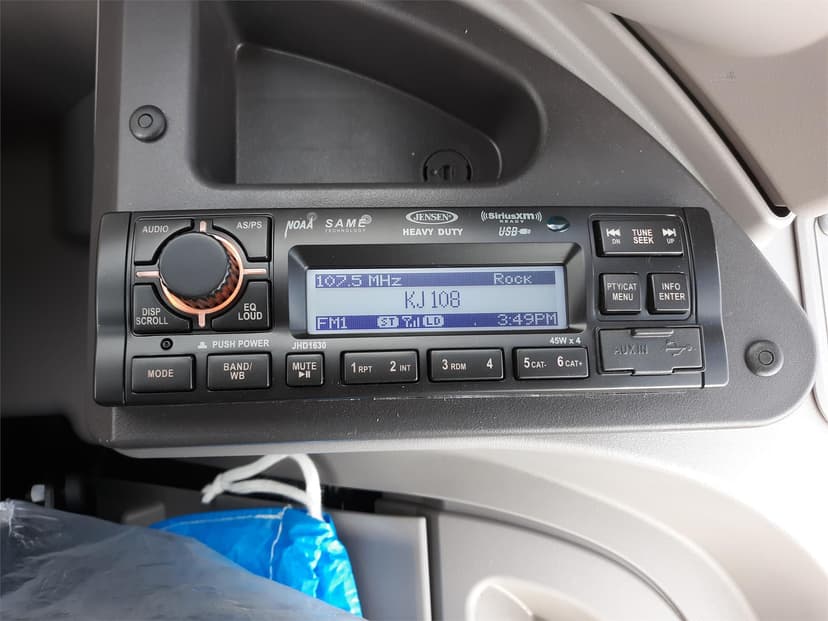 AUDIO
AS/PS
NOAA
SAME
TECHNOLOGY
JENSEN
HEAVY DUTY
((SiriusXM))
READY
USB
DN
TUNE
SEEK
UP
107.5 MHz
Rock
KJ108
FM1
ST
LD
3:49PM
DISP
SCROLL
EQ
LOUD
PTY/CAT
MENU
INFO
ENTER
PUSH POWER
JHD1630
45W x 4
AUX IN
MODE
BAND/
WB
MUTE
1 RPT
2 INT
3 RDM
4
5 CAT-
6 CAT+